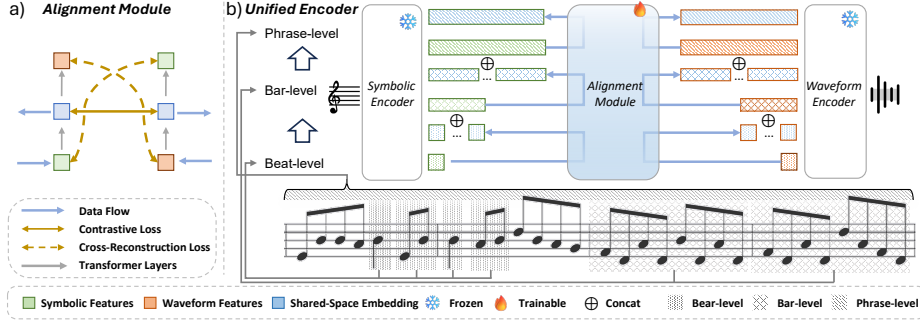 a)
Alignment Module
Data Flow
Contrastive Loss
Cross-Reconstruction Loss
Transformer Layers
b)
Unified Encoder
Phrase-level
Bar-level
Beat-level
Symbolic
Encoder
...
...
Alignment
Module
...
...
Waveform
Encoder
Symbolic Features
Waveform Features
Shared-Space Embedding
Frozen
Trainable
Concat
Bear-level
Bar-level
Phrase-level